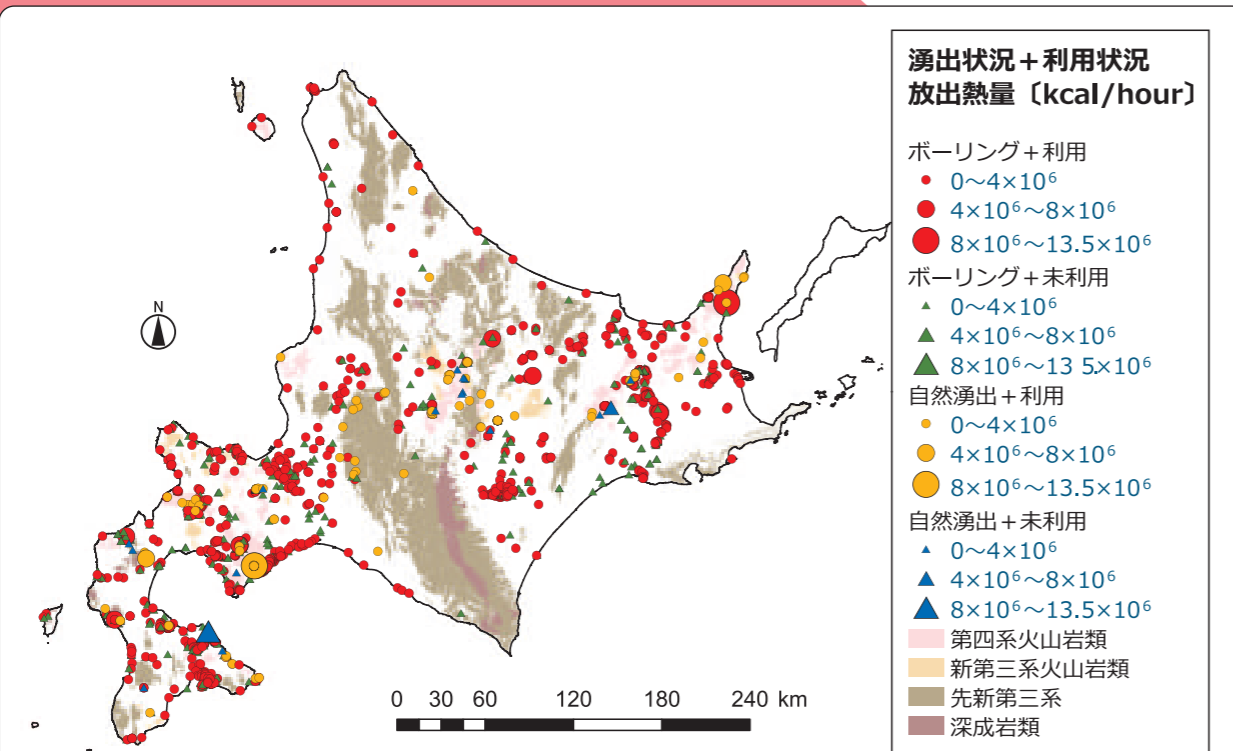 湧出状況+利用状況
放出熱量〔kcal/hour〕
ボーリング+利用
0～4×10⁶
4×10⁶～8×10⁶
8×10⁶～13.5×10⁶
ボーリング+未利用
0～4×10⁶
4×10⁶～8×10⁶
8×10⁶～13 5×10⁶
自然湧出+利用
0～4×10⁶
4×10⁶～8×10⁶
8×10⁶～13.5×10⁶
自然湧出+未利用
0～4×10⁶
4×10⁶～8×10⁶
8×10⁶～13.5×10⁶
第四系火山岩類
新第三系火山岩類
先新第三系
深成岩類
N
0 30 60 120 180 240 km